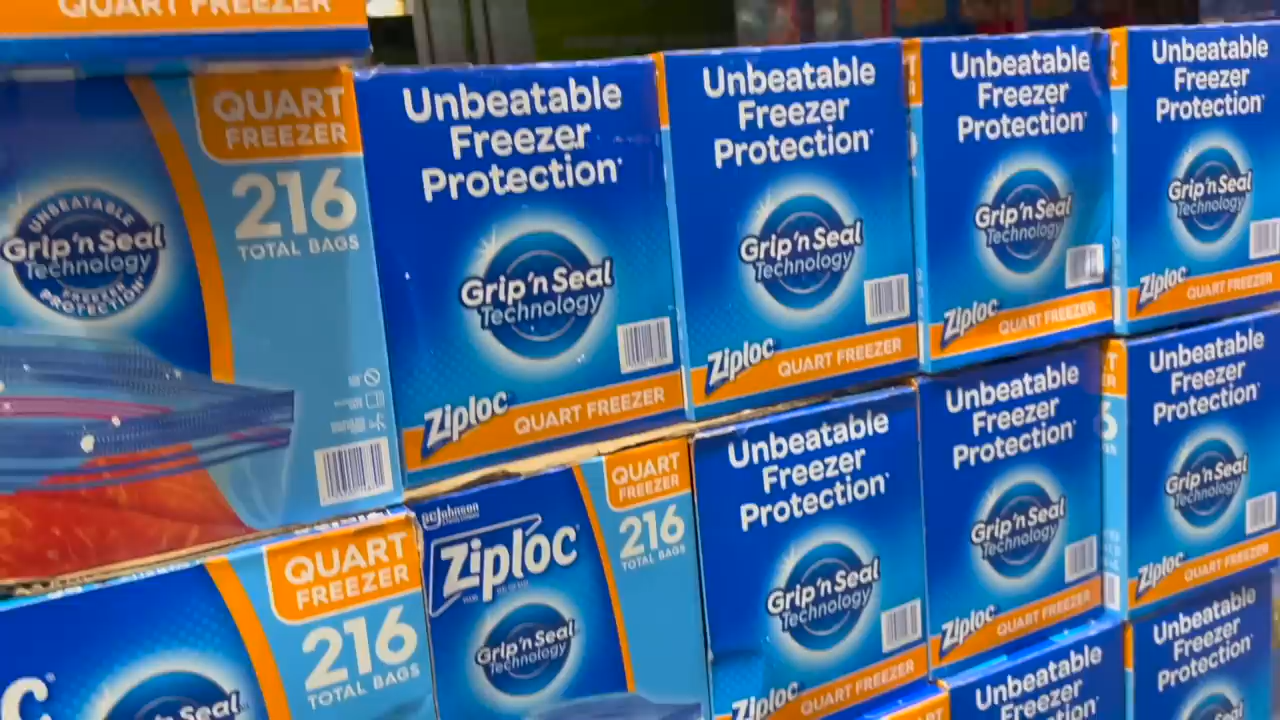 QUART FREEZER
QUART
FREEZER
216
TOTAL BAGS
UNBEATABLE
Grip'n Seal
Technology
FREEZER
PROTECTION*
Unbeatable
Freezer
Protection*
Grip'n Seal
Technology
Ziploc
QUART FREEZER
Unbeatable
Freezer
Protection*
Grip'n Seal
Technology
Ziploc
QUART FREEZER
Unbeatable
Freezer
Protection*
Grip'n Seal
Technology
Ziploc
QUART FREEZER
Unbeatable
Freezer
Protection*
Grip'n Seal
Technology
Ziploc
QUART FREEZER
QUART
FREEZER
216
TOTAL BAGS
'n Seal
SC Johnson
Ziploc®
Grip'n Seal
Technology
QUART
FREEZER
216
TOTAL BAGS
Unbeatable
Freezer
Protection*
Grip'n Seal
Technology
Ziploc
QUART FREEZER
Unbeatable
Freezer
Protection*
Grip'n Seal
Technology
Ziploc
QUART FREEZER
Unbeatable
Freezer
Protection*
Grip'n Seal
Technology
Ziploc
QUART FREEZER
Unbeatable
Freezer
Protection*
Unbeatable
Freezer
Protection*